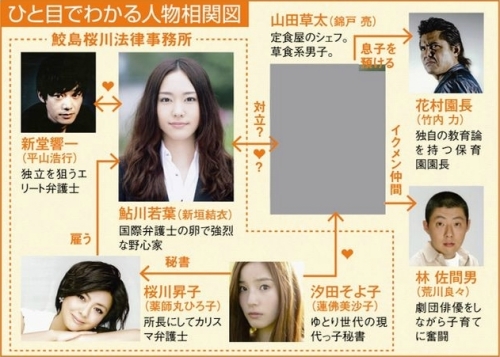 ひと目でわかる人物相関図
鮫島桜川法律事務所
新堂響一
(平山浩行)
独立を狙うエ
リート弁護士
鮎川若葉(新垣結衣)
国際弁護士の卵で強烈
な野心家
対立?
?
山田草太(錦戸 亮)
定食屋のシェフ。
草食系男子。
息子を
預ける
花村園長
(竹内 力)
独自の教育論
を持つ保育
園園長
イクメン仲間
雇う
秘書
桜川昇子
(薬師丸ひろ子)
所長にしてカリス
マ弁護士
汐田そよ子
(蓮佛美沙子)
ゆとり世代の現
代っ子秘書
林 佐間男
(荒川良々)
劇団俳優をし
ながら子育て
に奮闘